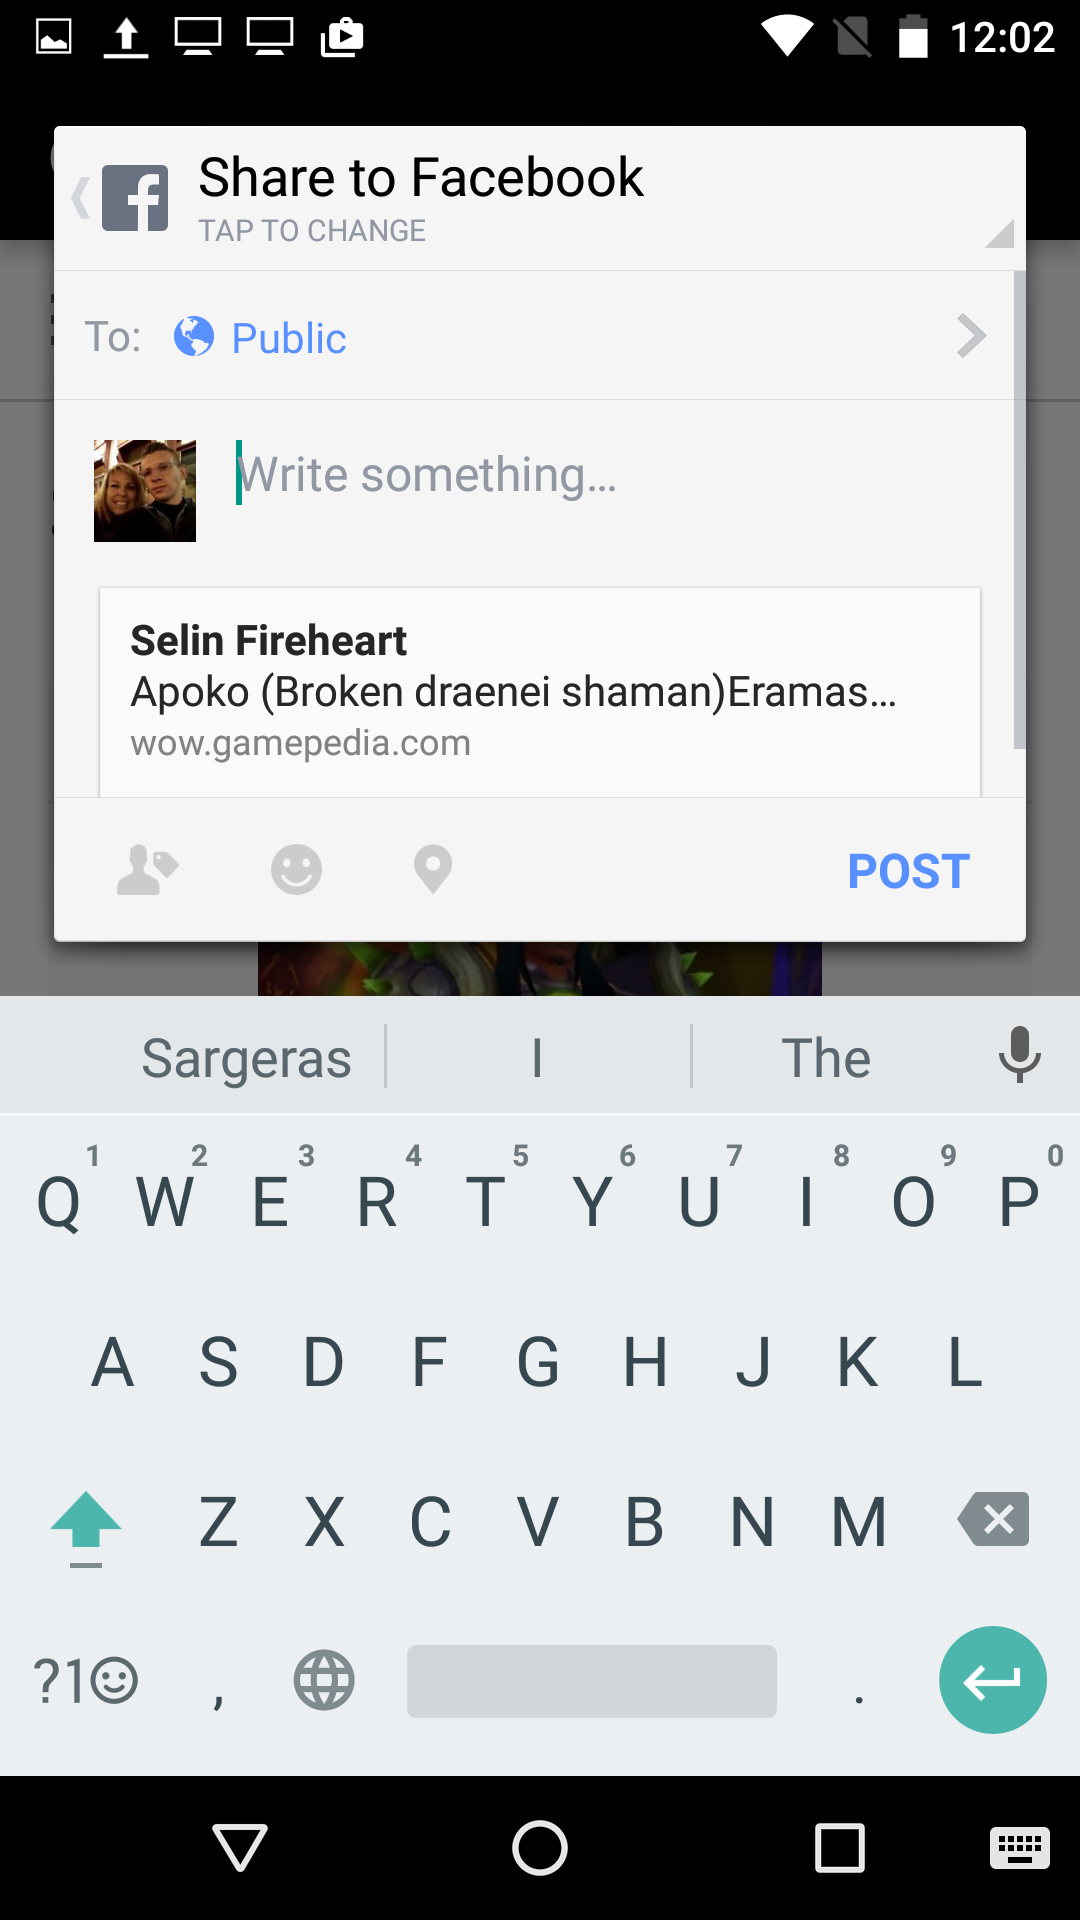 12:02
Share to Facebook
TAP TO CHANGE
To: Public
Write something...
Selin Fireheart
Apoko (Broken draenei shaman)Eramas...
wow.gamepedia.com
POST
Sargeras I The
1 2 3 4 5 6 7 8 9 0
Q W E R T Y U I O P
A S D F G H J K L
Z X C V B N M
?1 , .